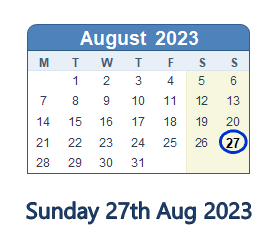 August 2023
M T W T F S S
1 2 3 4 5 6
7 8 9 10 11 12 13
14 15 16 17 18 19 20
21 22 23 24 25 26 27
28 29 30 31
Sunday 27th Aug 2023